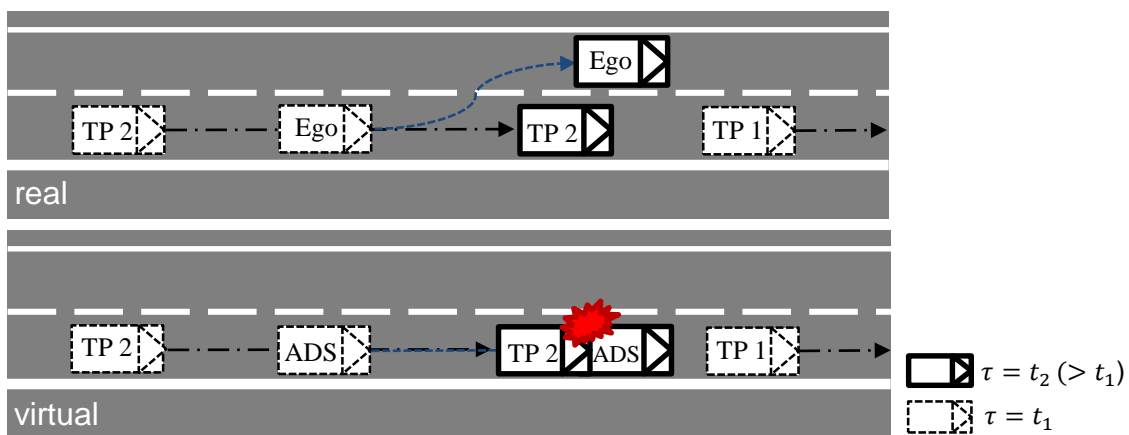 Ego
TP 2 Ego TP 2 TP 1
real
TP 2 ADS TP 2 ADS TP 1
virtual
τ = t₂ (> t₁)
τ = t₁